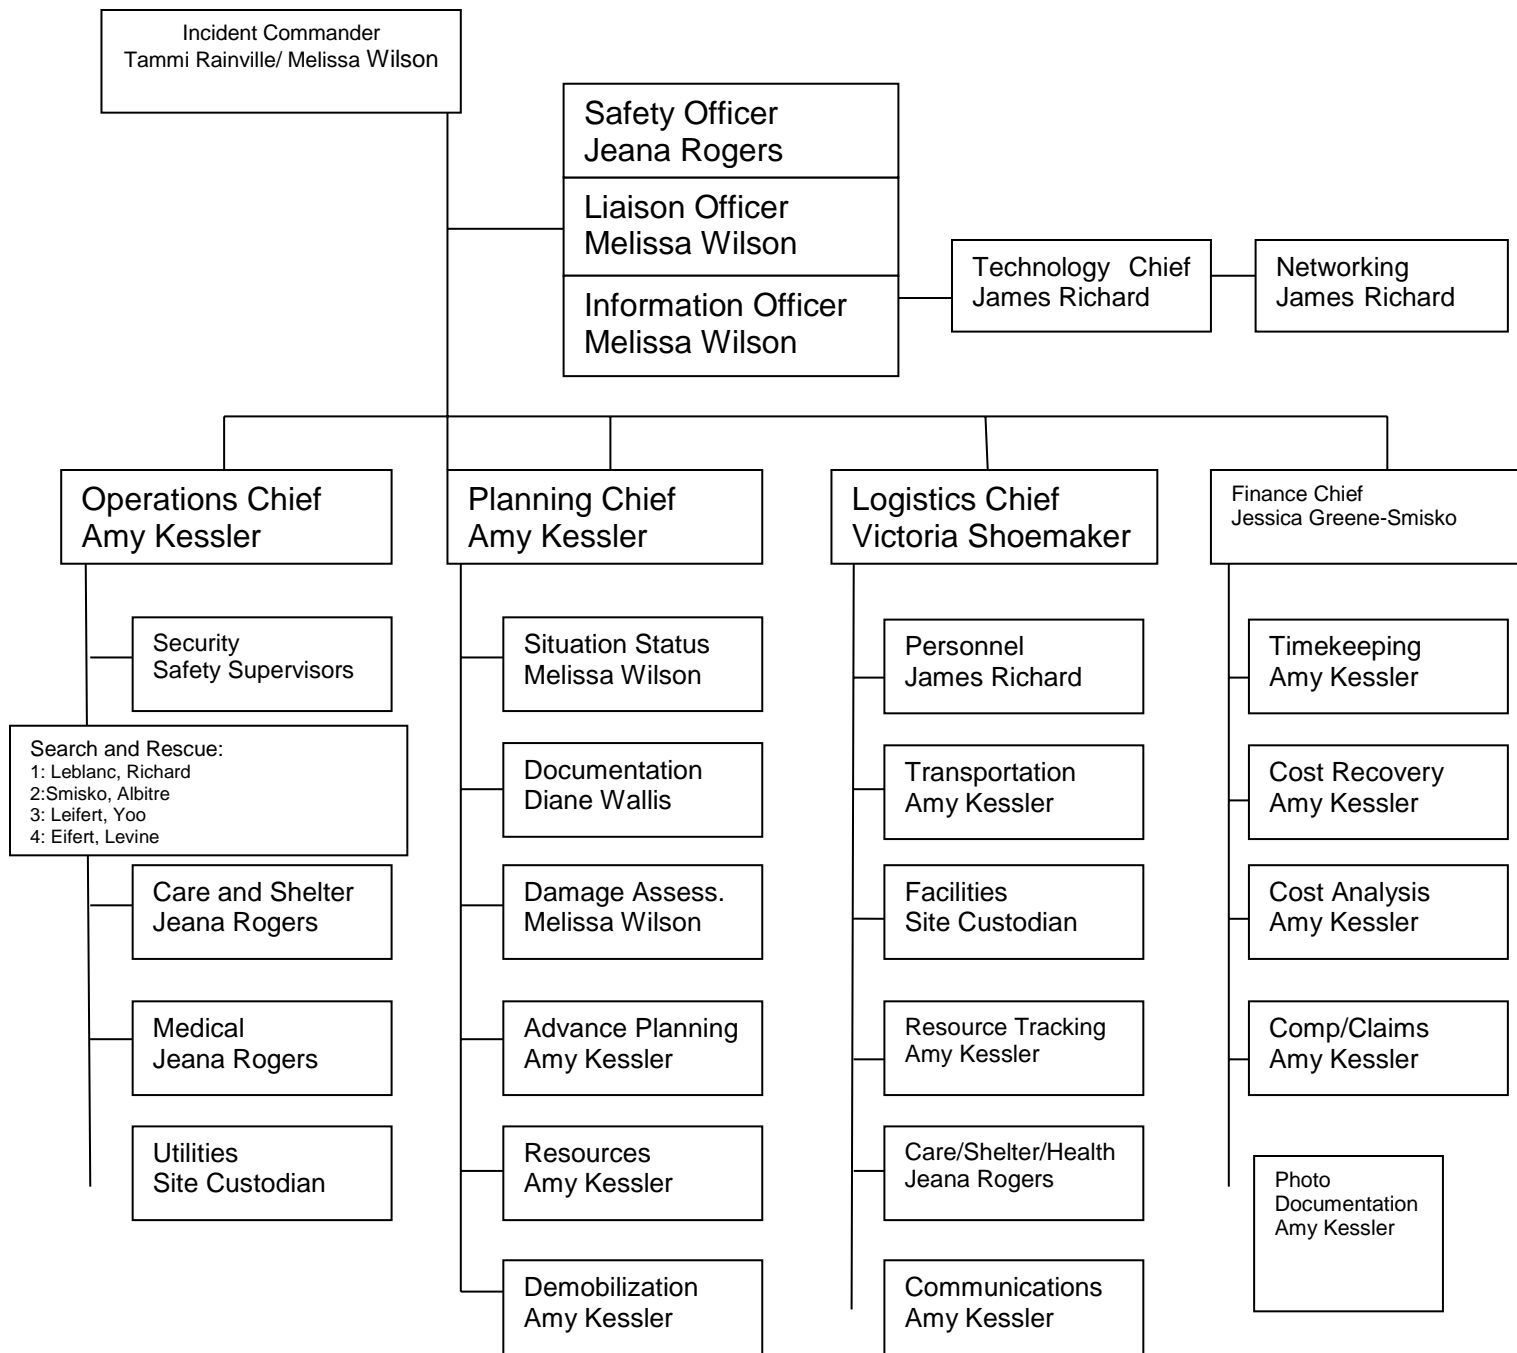 Incident Commander
Tammi Rainville/ Melissa Wilson
Safety Officer
Jeana Rogers
Liaison Officer
Melissa Wilson
Information Officer
Melissa Wilson
Technology Chief
James Richard
Networking
James Richard
Operations Chief
Amy Kessler
Planning Chief
Amy Kessler
Logistics Chief
Victoria Shoemaker
Finance Chief
Jessica Greene-Smisko
Security
Safety Supervisors
Search and Rescue:
1: Leblanc, Richard
2:Smisko, Albitre
3: Leifert, Yoo
4: Eifert, Levine
Care and Shelter
Jeana Rogers
Medical
Jeana Rogers
Utilities
Site Custodian
Situation Status
Melissa Wilson
Documentation
Diane Wallis
Damage Assess.
Melissa Wilson
Advance Planning
Amy Kessler
Resources
Amy Kessler
Demobilization
Amy Kessler
Personnel
James Richard
Transportation
Amy Kessler
Facilities
Site Custodian
Resource Tracking
Amy Kessler
Care/Shelter/Health
Jeana Rogers
Communications
Amy Kessler
Timekeeping
Amy Kessler
Cost Recovery
Amy Kessler
Cost Analysis
Amy Kessler
Comp/Claims
Amy Kessler
Photo
Documentation
Amy Kessler